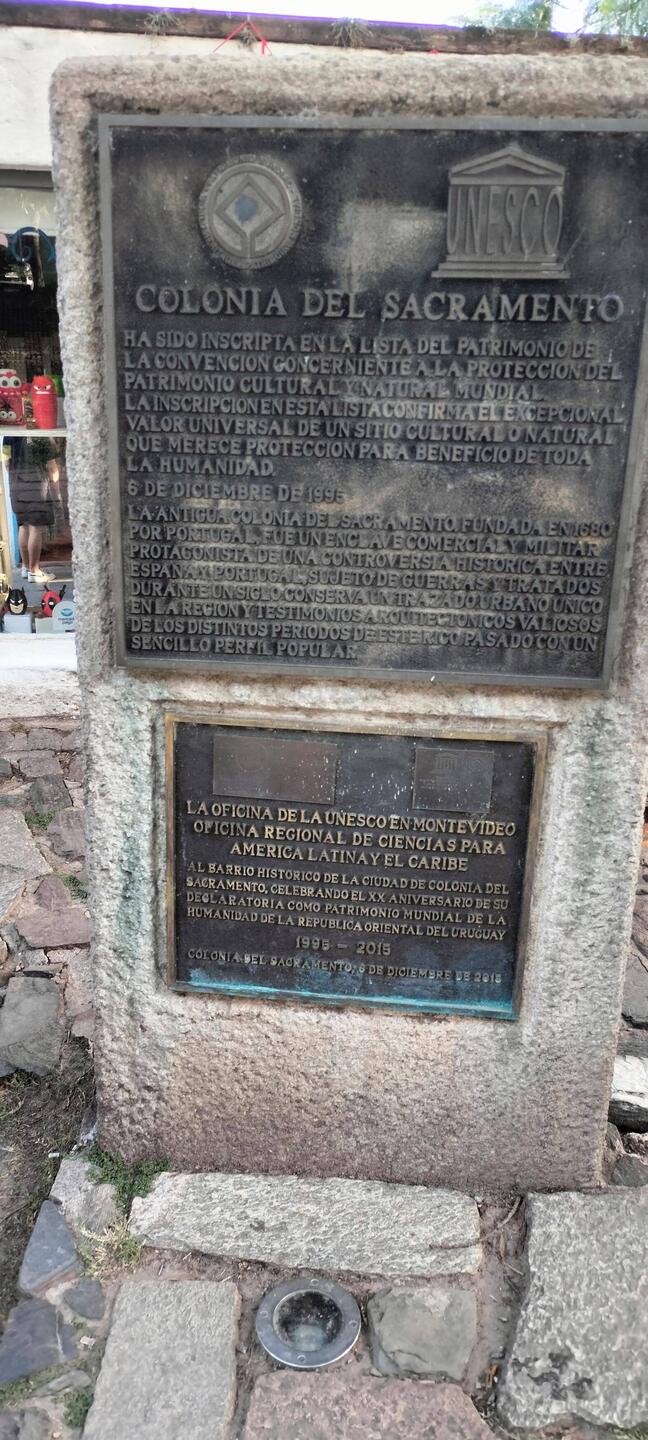 UNESCO
COLONIA DEL SACRAMENTO
HA SIDO INSCRIPTA EN LA LISTA DEL PATRIMONIO DE
LA CONVENCION CONCERNIENTE A LA PROTECCION DEL
PATRIMONIO CULTURAL Y NATURAL MUNDIAL.
LA INSCRIPCION EN ESTA LISTA CONFIRMA EL EXCEPCIONAL
VALOR UNIVERSAL DE UN SITIO CULTURAL O NATURAL
QUE MERECE PROTECCION PARA BENEFICIO DE TODA
LA HUMANIDAD.
6 DE DICIEMBRE DE 1995
LA ANTIGUA COLONIA DEL SACRAMENTO, FUNDADA EN 1680
POR PORTUGAL, FUE UN ENCLAVE COMERCIAL Y MILITAR
PROTAGONISTA DE UNA CONTROVERSIA HISTORICA ENTRE
ESPAÑA Y PORTUGAL, SUJETO DE GUERRAS Y TRATADOS
DURANTE UN SIGLO CONSERVA UN TRAZADO URBANO UNICO
EN LA REGION Y TESTIMONIOS ARQUITECTONICOS VALIOSOS
DE LOS DISTINTOS PERIODOS DE ESTE RICO PASADO CON UN
SENCILLO PERFIL POPULAR
LA OFICINA DE LA UNESCO EN MONTEVIDEO
OFICINA REGIONAL DE CIENCIAS PARA
AMERICA LATINA Y EL CARIBE
AL BARRIO HISTORICO DE LA CIUDAD DE COLONIA DEL
SACRAMENTO, CELEBRANDO EL XX ANIVERSARIO DE SU
DECLARATORIA COMO PATRIMONIO MUNDIAL DE LA
HUMANIDAD DE LA REPUBLICA ORIENTAL DEL URUGUAY
1995 - 2015
COLONIA DEL SACRAMENTO, 6 DE DICIEMBRE DE 2015